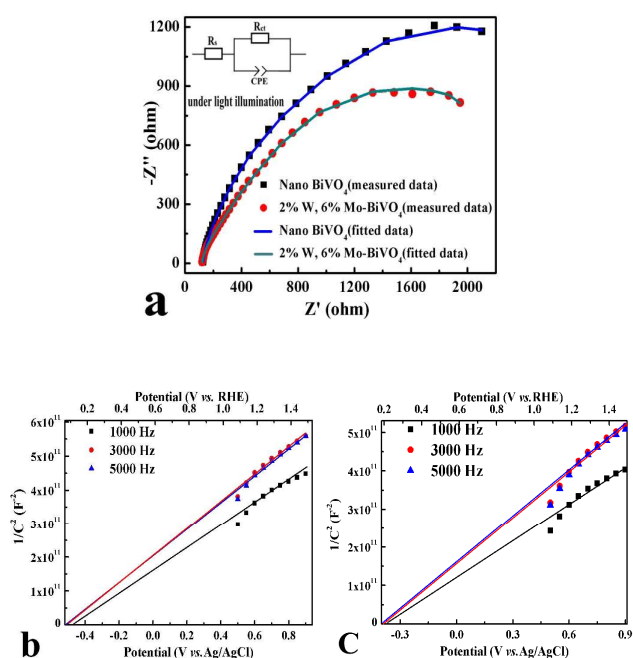 1200
900
600
300
0
-Z'' (ohm)
Rs
Rct
CPE
under light illumination
Nano BiVO4(measured data)
2% W, 6% Mo-BiVO4(measured data)
Nano BiVO4(fitted data)
2% W, 6% Mo-BiVO4(fitted data)
0 400 800 1200 1600 2000
Z' (ohm)
a
Potential (V vs. RHE)
0.2 0.4 0.6 0.8 1.0 1.2 1.4
6x10^11
5x10^11
4x10^11
3x10^11
2x10^11
1x10^11
0
1/C^2 (F^-2)
1000 Hz
3000 Hz
5000 Hz
-0.4 -0.2 0.0 0.2 0.4 0.6 0.8
Potential (V vs.Ag/AgCl)
b
Potential (V vs.RHE)
0.2 0.4 0.6 0.8 1.0 1.2 1.4
5x10^11
4x10^11
3x10^11
2x10^11
1x10^11
0
1/C^2 (F^-2)
1000 Hz
3000 Hz
5000 Hz
-0.3 0.0 0.3 0.6 0.9
Potential (V vs.Ag/AgCl)
C